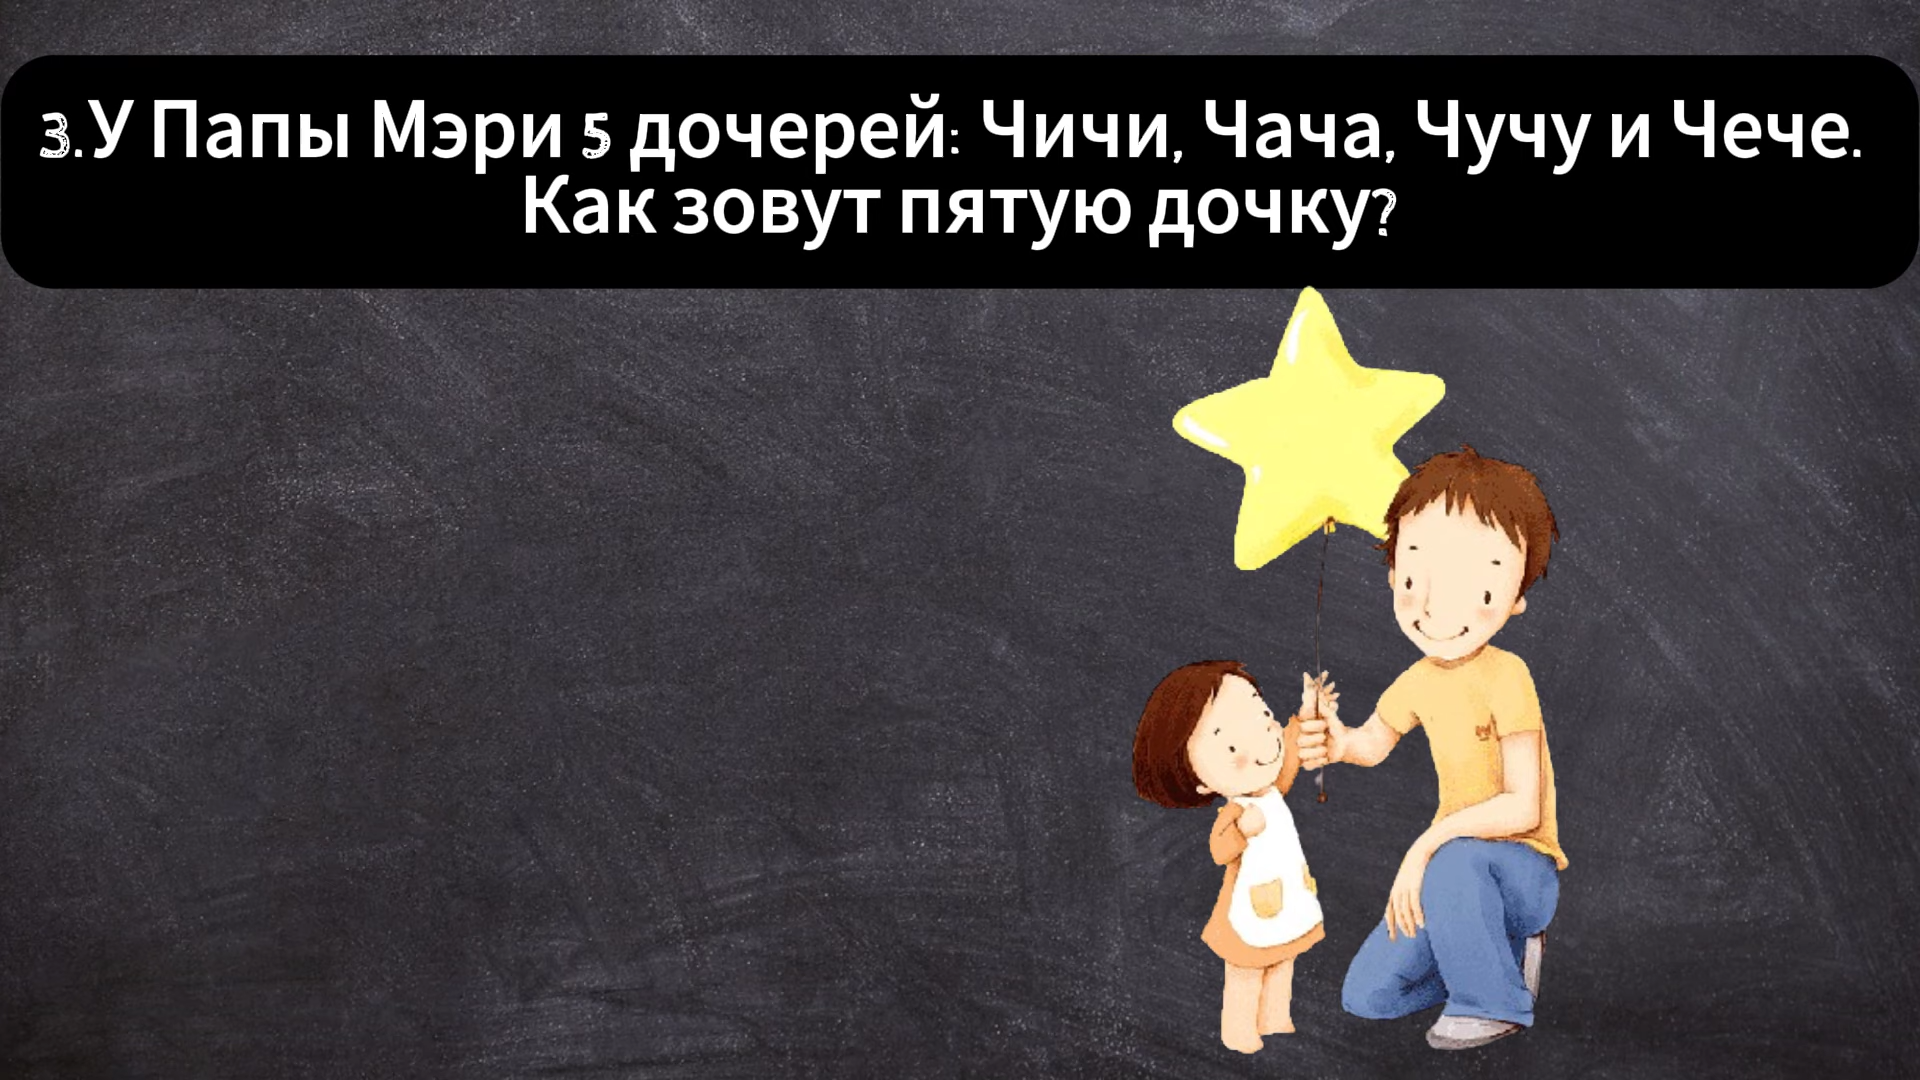 3.У Папы Мэри 5 дочерей: Чичи, Чача, Чучу и Чече.
Как зовут пятую дочку?